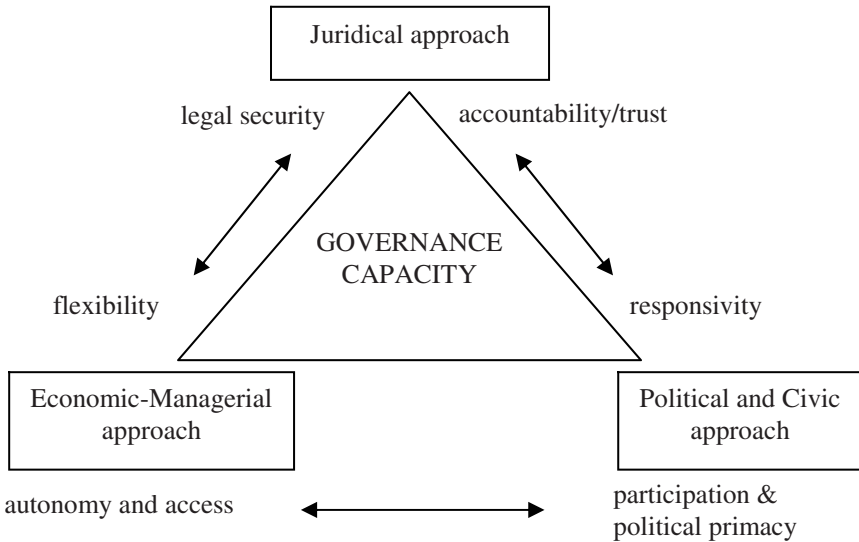 Juridical approach
legal security
accountability/trust
GOVERNANCE
CAPACITY
flexibility
responsivity
Economic-Managerial
approach
Political and Civic
approach
autonomy and access
participation &
political primacy